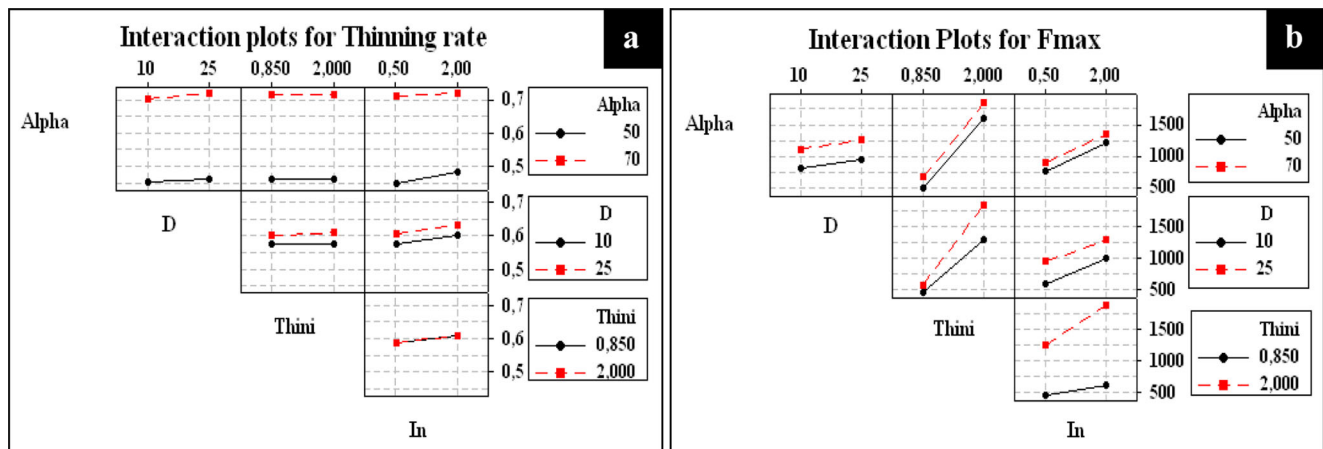 Interaction plots for Thinning rate
a
10 25 0,850 2,000 0,50 2,00
Alpha
0,7
0,6
0,5
Alpha
50
70
D
0,7
0,6
0,5
D
10
25
Thini
0,7
0,6
0,5
Thini
0,850
2,000
In
Interaction Plots for Fmax
b
10 25 0,850 2,000 0,50 2,00
Alpha
1500
1000
500
Alpha
50
70
D
1500
1000
500
D
10
25
Thini
1500
1000
500
Thini
0,850
2,000
In